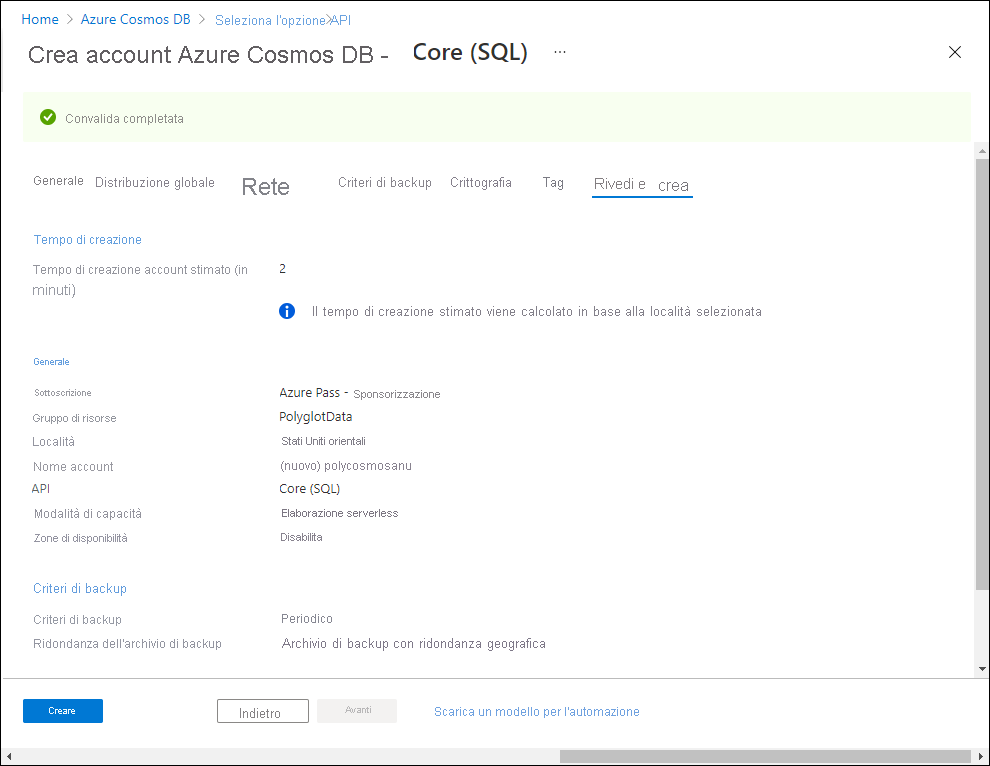 Home > Azure Cosmos DB > Seleziona l'opzione API
Crea account Azure Cosmos DB - Core (SQL) ...
Convalida completata
Generale Distribuzione globale Rete Criteri di backup Crittografia Tag Rivedi e crea
Tempo di creazione
Tempo di creazione account stimato (in 2
minuti)
Il tempo di creazione stimato viene calcolato in base alla località selezionata
Generale
Sottoscrizione Azure Pass - Sponsorizzazione
Gruppo di risorse PolyglotData
Località Stati Uniti orientali
Nome account (nuovo) polycosmosanu
API Core (SQL)
Modalità di capacità Elaborazione serverless
Zone di disponibilità Disabilita
Criteri di backup
Criteri di backup Periodico
Ridondanza dell'archivio di backup Archivio di backup con ridondanza geografica
Creare Indietro Avanti Scarica un modello per l'automazione